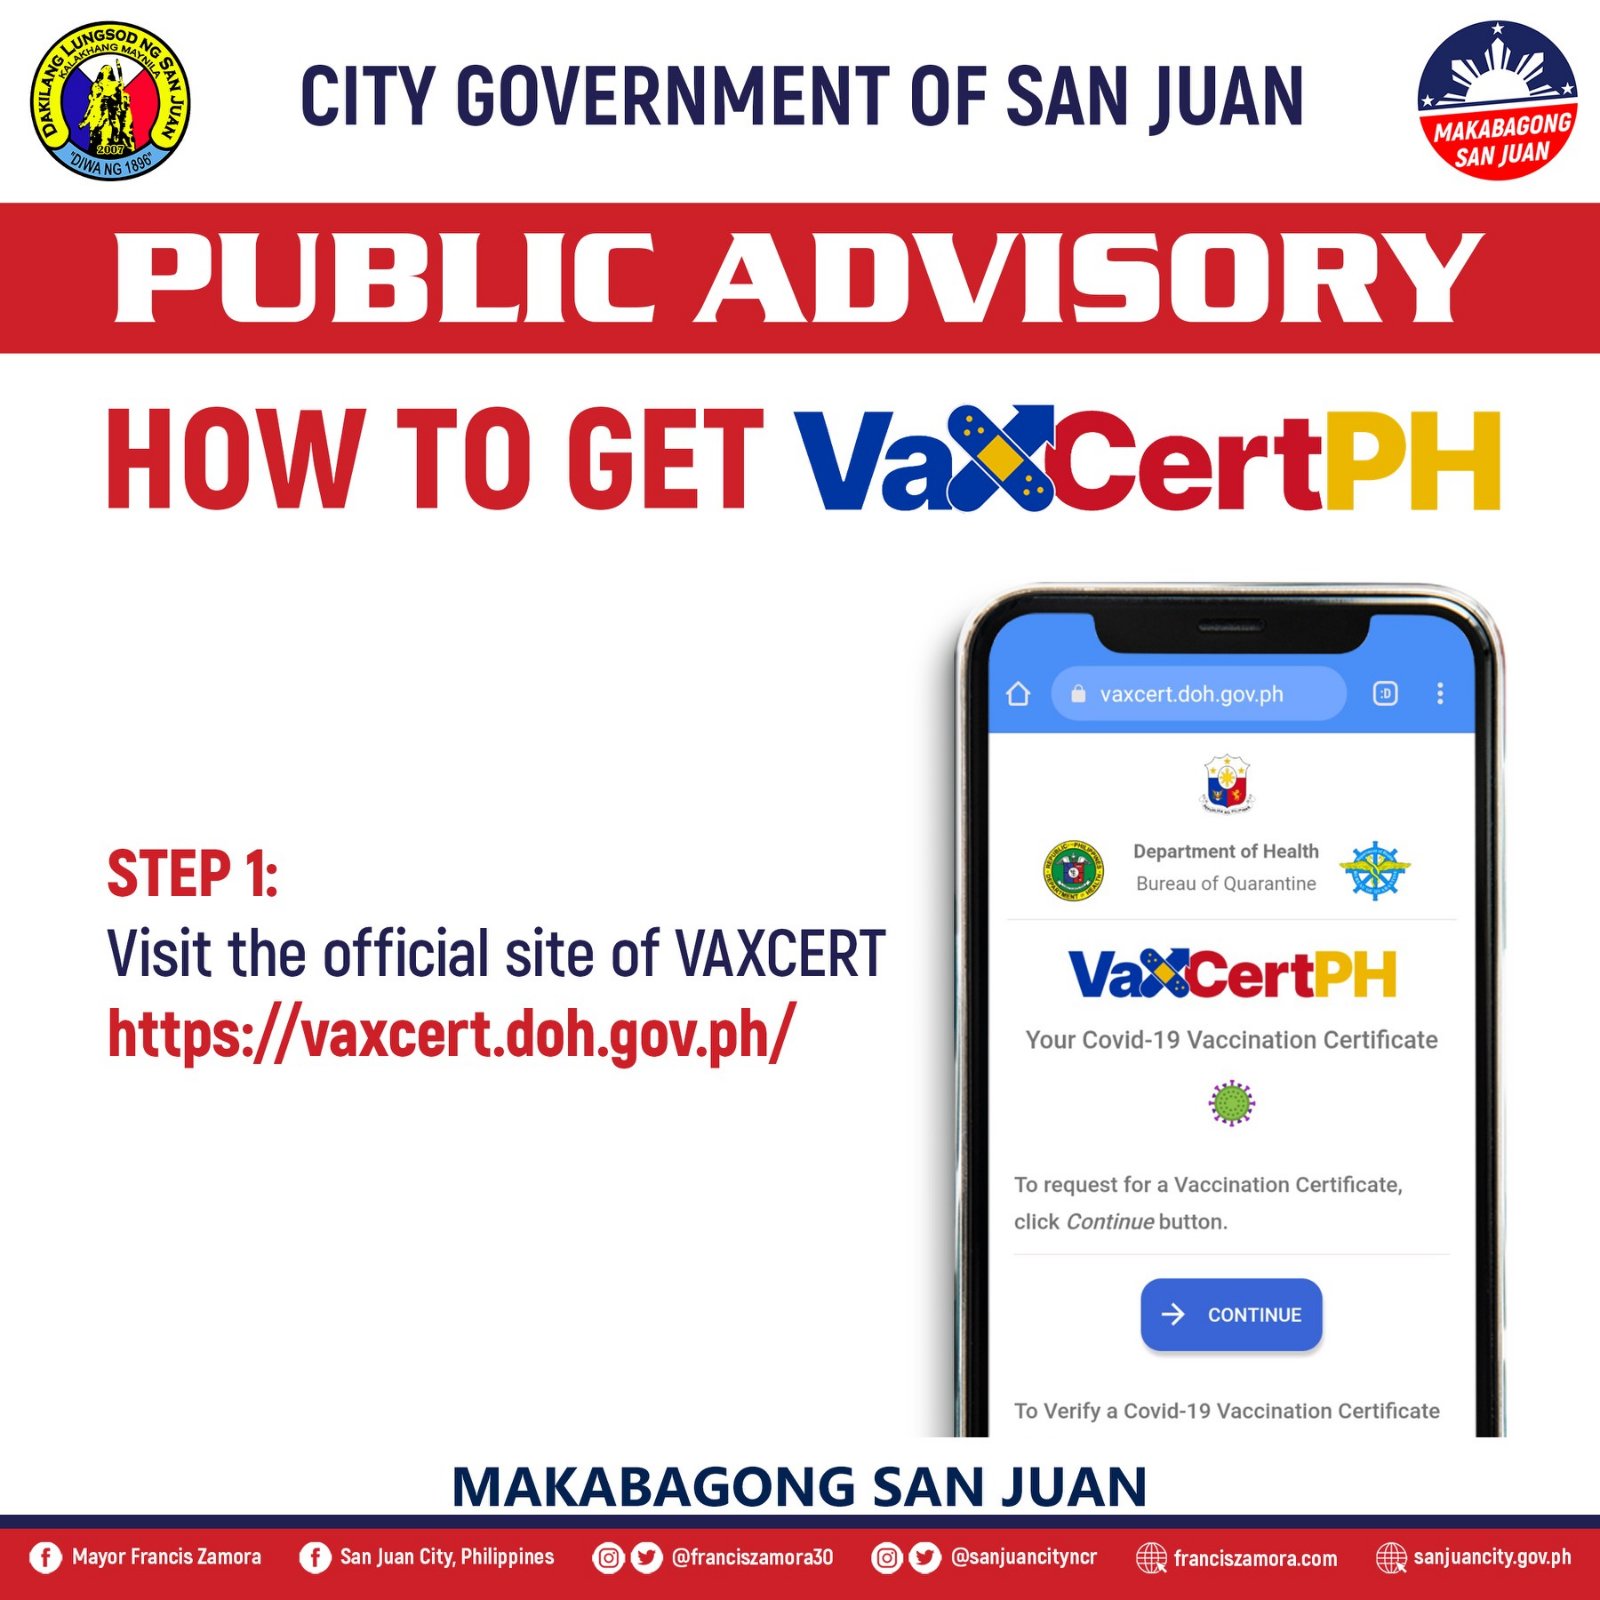 DAKILANG LUNGSOD NG SAN JUAN
KALAKHANG MAYNILA
2007
"DIWA NG 1896"
CITY GOVERNMENT OF SAN JUAN
MAKABAGONG
SAN JUAN
PUBLIC ADVISORY
HOW TO GET VaxCertPH
STEP 1:
Visit the official site of VAXCERT
https://vaxcert.doh.gov.ph/
vaxcert.doh.gov.ph
:D
Department of Health
Bureau of Quarantine
VaxCertPH
Your Covid-19 Vaccination Certificate
To request for a Vaccination Certificate,
click Continue button.
CONTINUE
To Verify a Covid-19 Vaccination Certificate
MAKABAGONG SAN JUAN
Mayor Francis Zamora
San Juan City, Philippines
@franciszamora30
@sanjuancityncr
franciszamora.com
sanjuancity.gov.ph